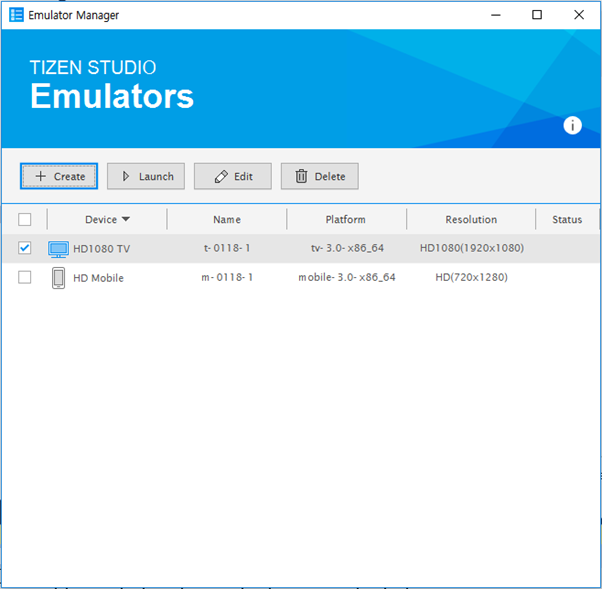 Emulator Manager
TIZEN STUDIO
Emulators
i
Create Launch Edit Delete
Device Name Platform Resolution Status
HD1080 TV t-0118-1 tv-3.0-x86_64 HD1080(1920x1080)
HD Mobile m-0118-1 mobile-3.0-x86_64 HD(720x1280)